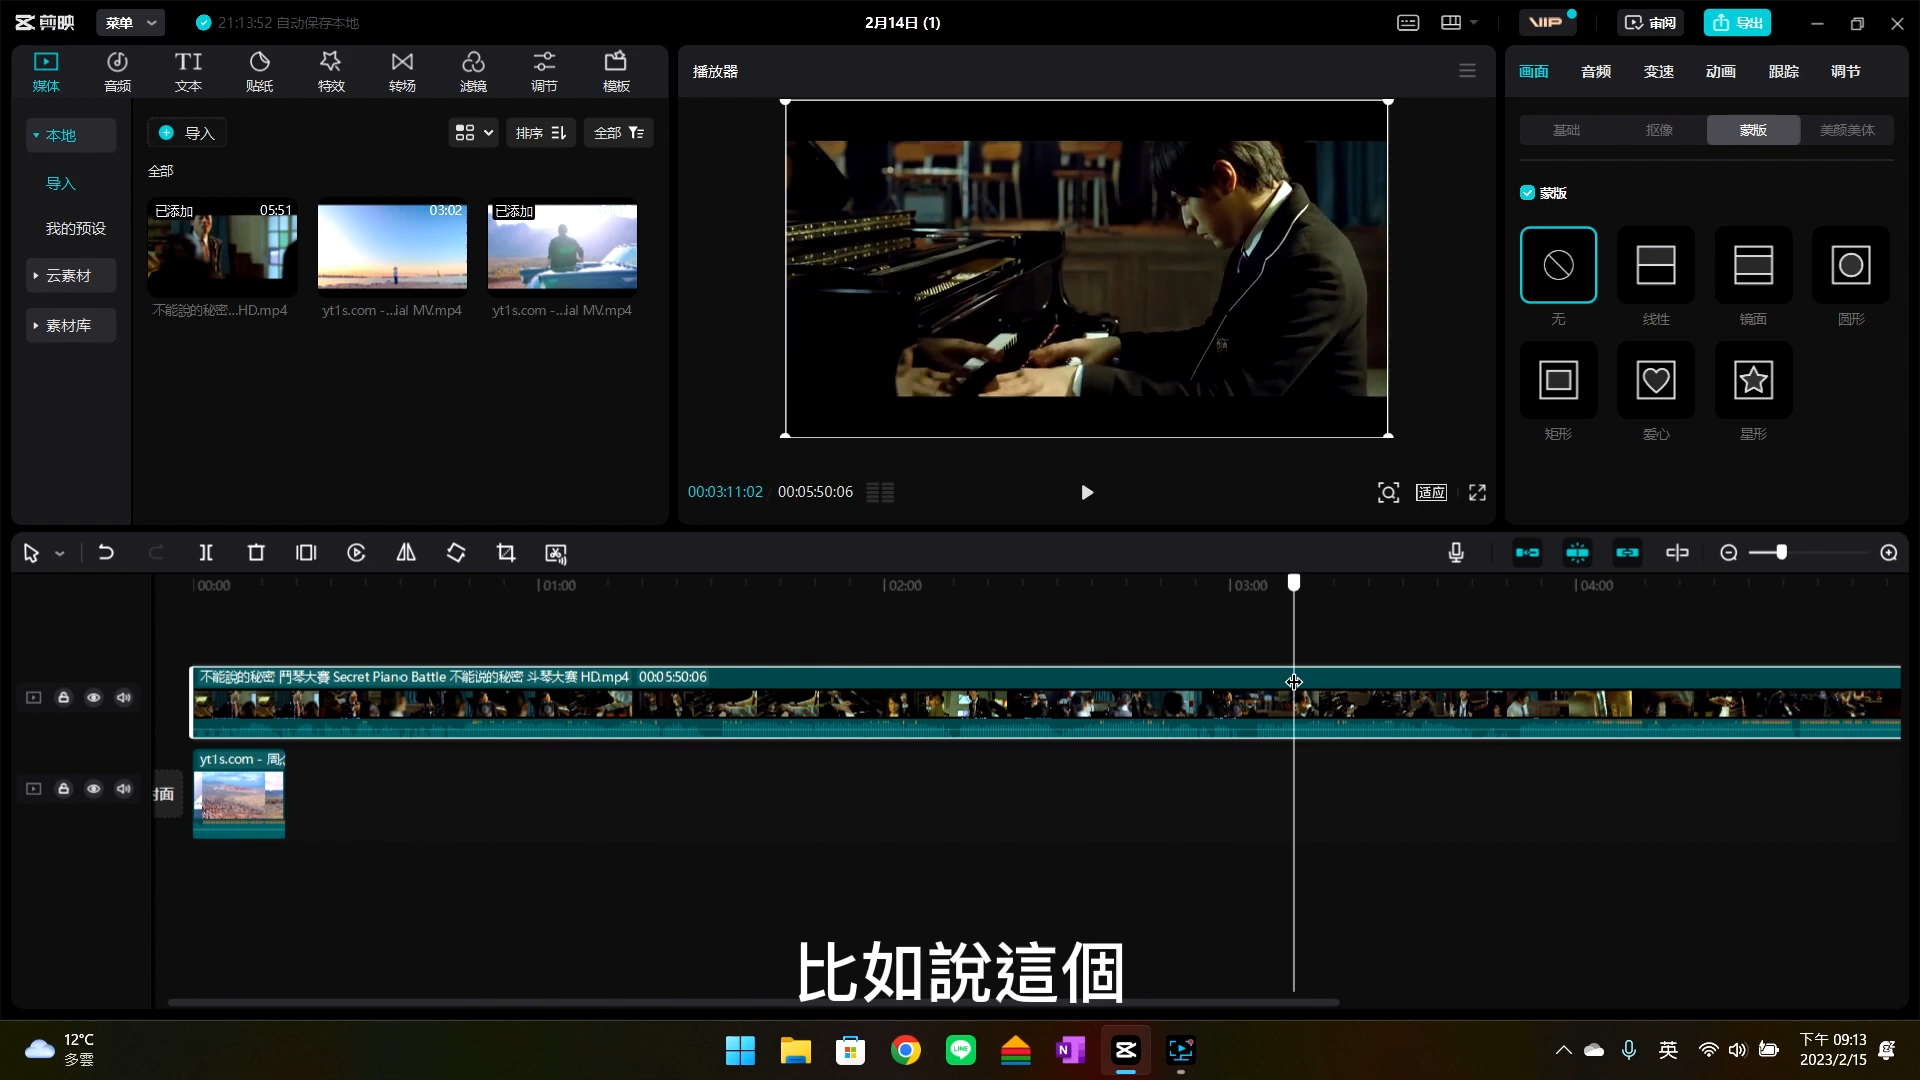 剪映
菜单
21:13:52 自动保存本地
2月14日 (1)
VIP
审阅
导出
媒体
音频
文本
贴纸
特效
转场
滤镜
调节
模板
播放器
画面
音频
变速
动画
跟踪
调节
本地
导入
我的预设
云素材
素材库
导入
排序
全部
全部
已添加
05:51
03:02
已添加
不能說的秘密...HD.mp4
yt1s.com -...ial MV.mp4
yt1s.com -...ial MV.mp4
基础
抠像
蒙版
美颜美体
蒙版
无
线性
镜面
圆形
矩形
爱心
星形
00:03:11:02
00:05:50:06
适应
00:00
01:00
02:00
03:00
04:00
不能說的秘密 鬥琴大賽 Secret Piano Battle 不能说的秘密 斗琴大赛 HD.mp4 00:05:50:06
yt1s.com - 周
封面
比如說這個
12°C
多雲
LINE
N
英
下午 09:13
2023/2/15